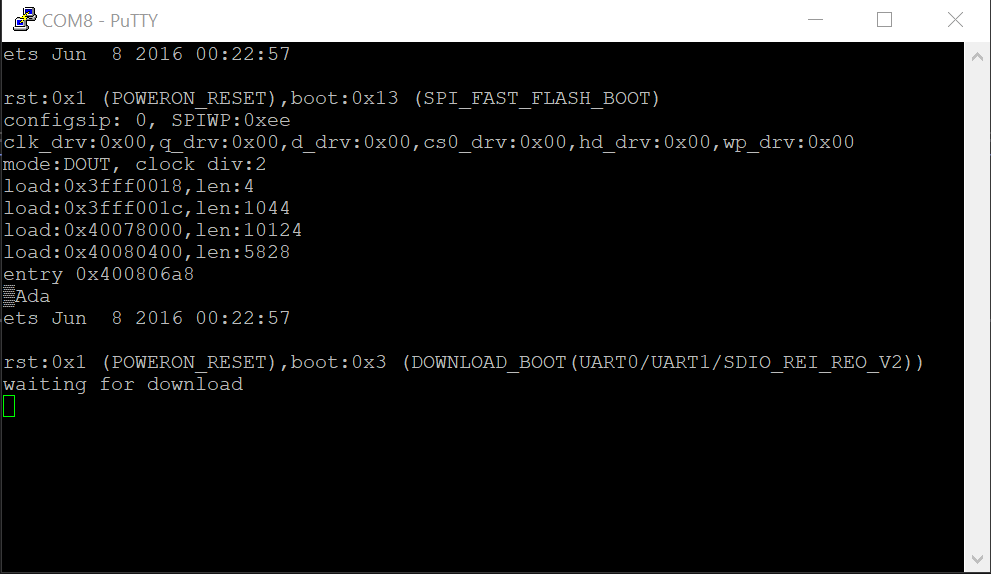 COM8 - PuTTY
ets Jun  8 2016 00:22:57
rst:0x1 (POWERON_RESET),boot:0x13 (SPI_FAST_FLASH_BOOT)
configsip: 0, SPIWP:0xee
clk_drv:0x00,q_drv:0x00,d_drv:0x00,cs0_drv:0x00,hd_drv:0x00,wp_drv:0x00
mode:DOUT, clock div:2
load:0x3fff0018,len:4
load:0x3fff001c,len:1044
load:0x40078000,len:10124
load:0x40080400,len:5828
entry 0x400806a8
▒Ada
ets Jun  8 2016 00:22:57
rst:0x1 (POWERON_RESET),boot:0x3 (DOWNLOAD_BOOT(UART0/UART1/SDIO_REI_REO_V2))
waiting for download